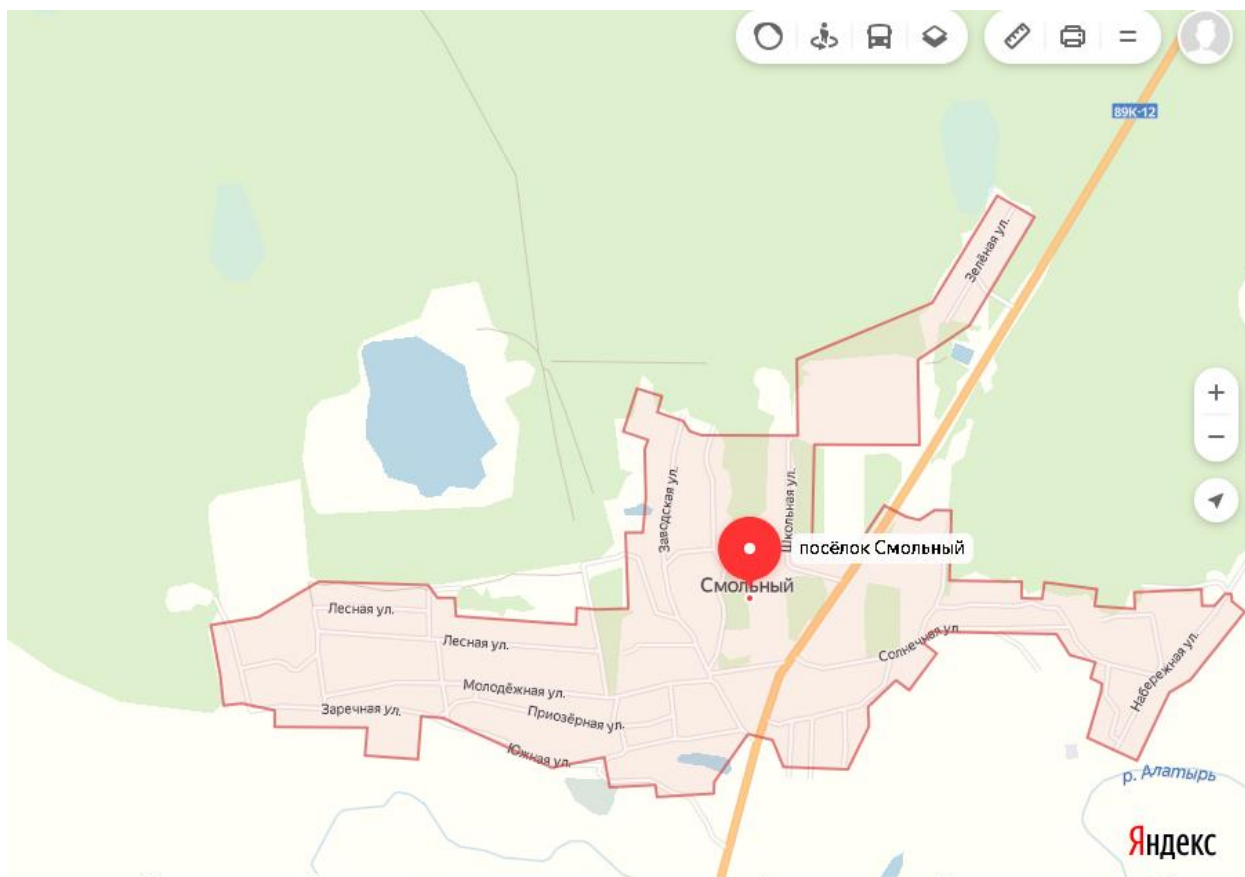 89К-12
Зелёная ул.
Заводская ул.
Школьная ул.
посёлок Смольный
Смольный
Лесная ул.
Лесная ул.
Солнечная ул.
Молодёжная ул.
Набережная ул.
Заречная ул.
Приозёрная ул.
Южная ул.
р. Алатырь
Яндекс